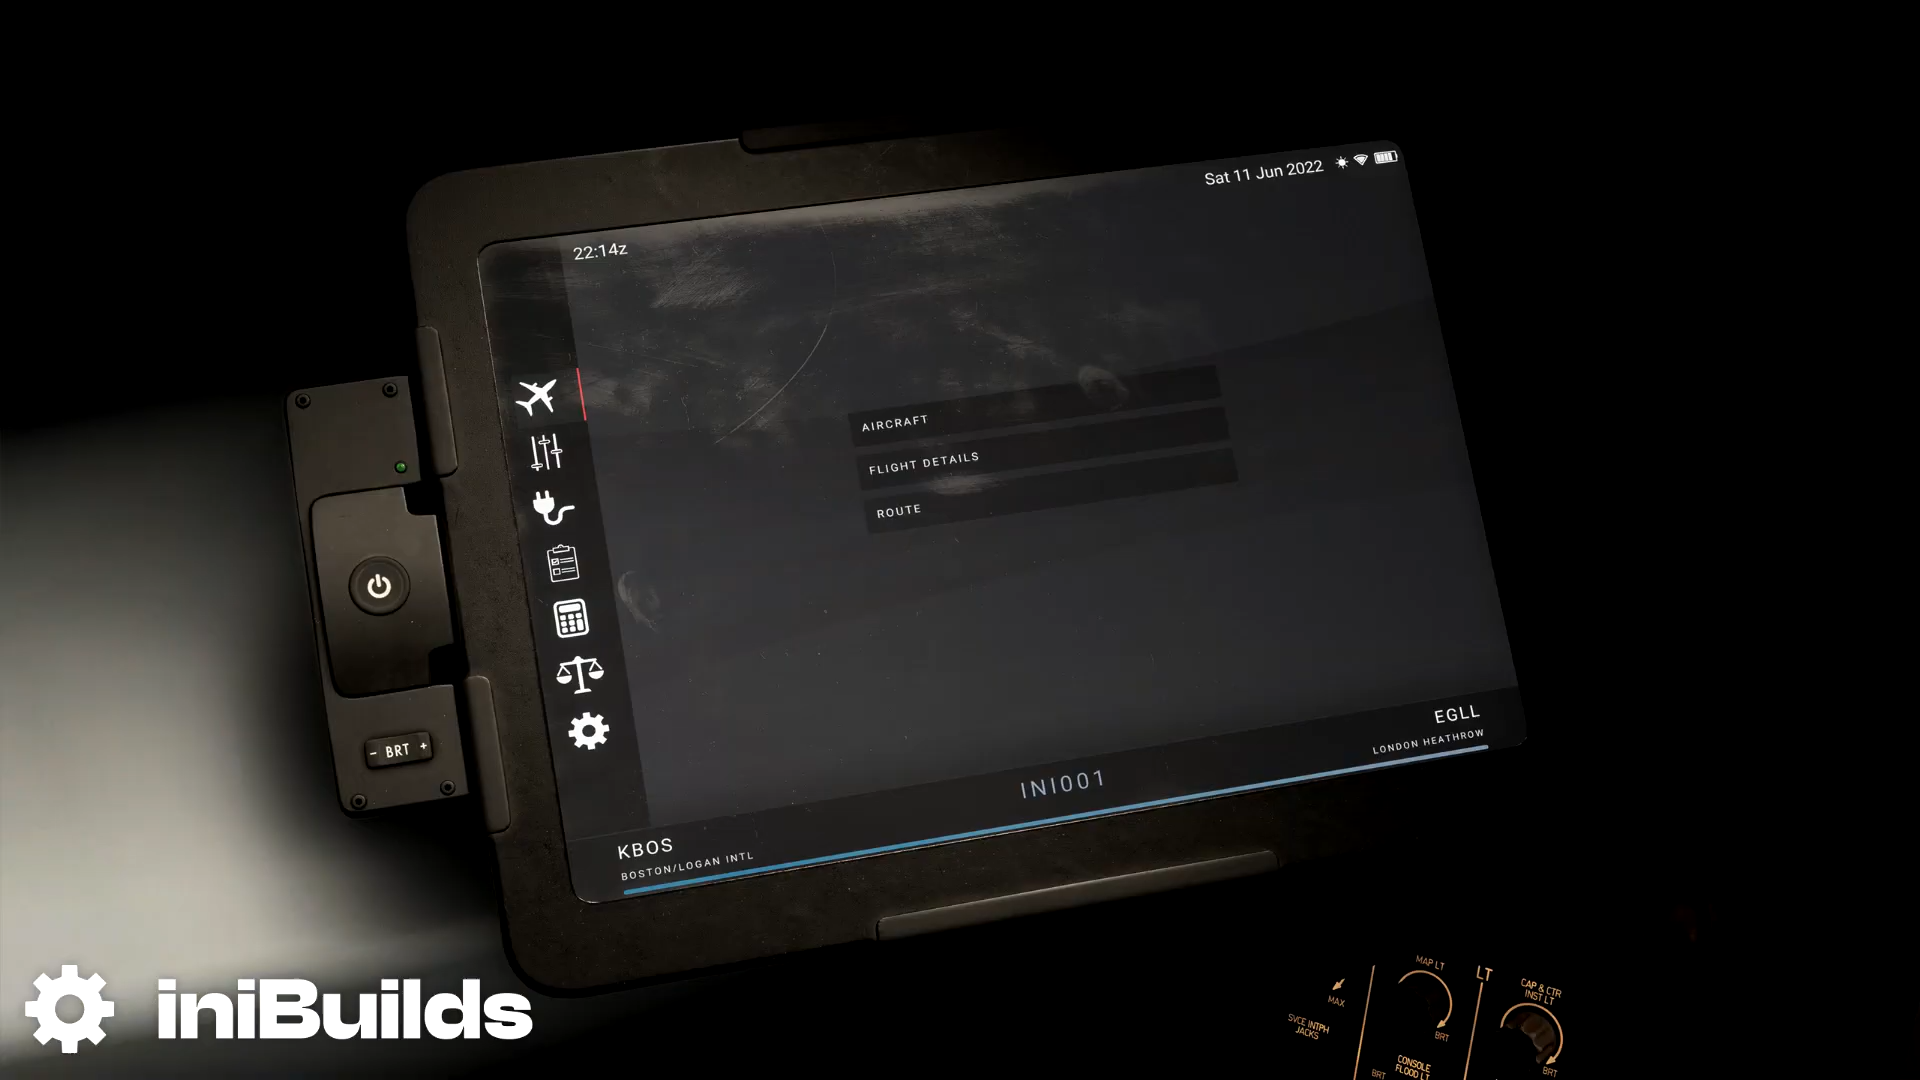 Sat 11 Jun 2022
22:14z
AIRCRAFT
FLIGHT DETAILS
ROUTE
- BRT +
EGLL
LONDON HEATHROW
INI001
KBOS
BOSTON/LOGAN INTL
iniBuilds
MAP LT
LT
CAP & CTR
INST LT
MAX
SVCE INTPH
JACKS
BRT
CONSOLE
FLOOD LT
BRT
BRT